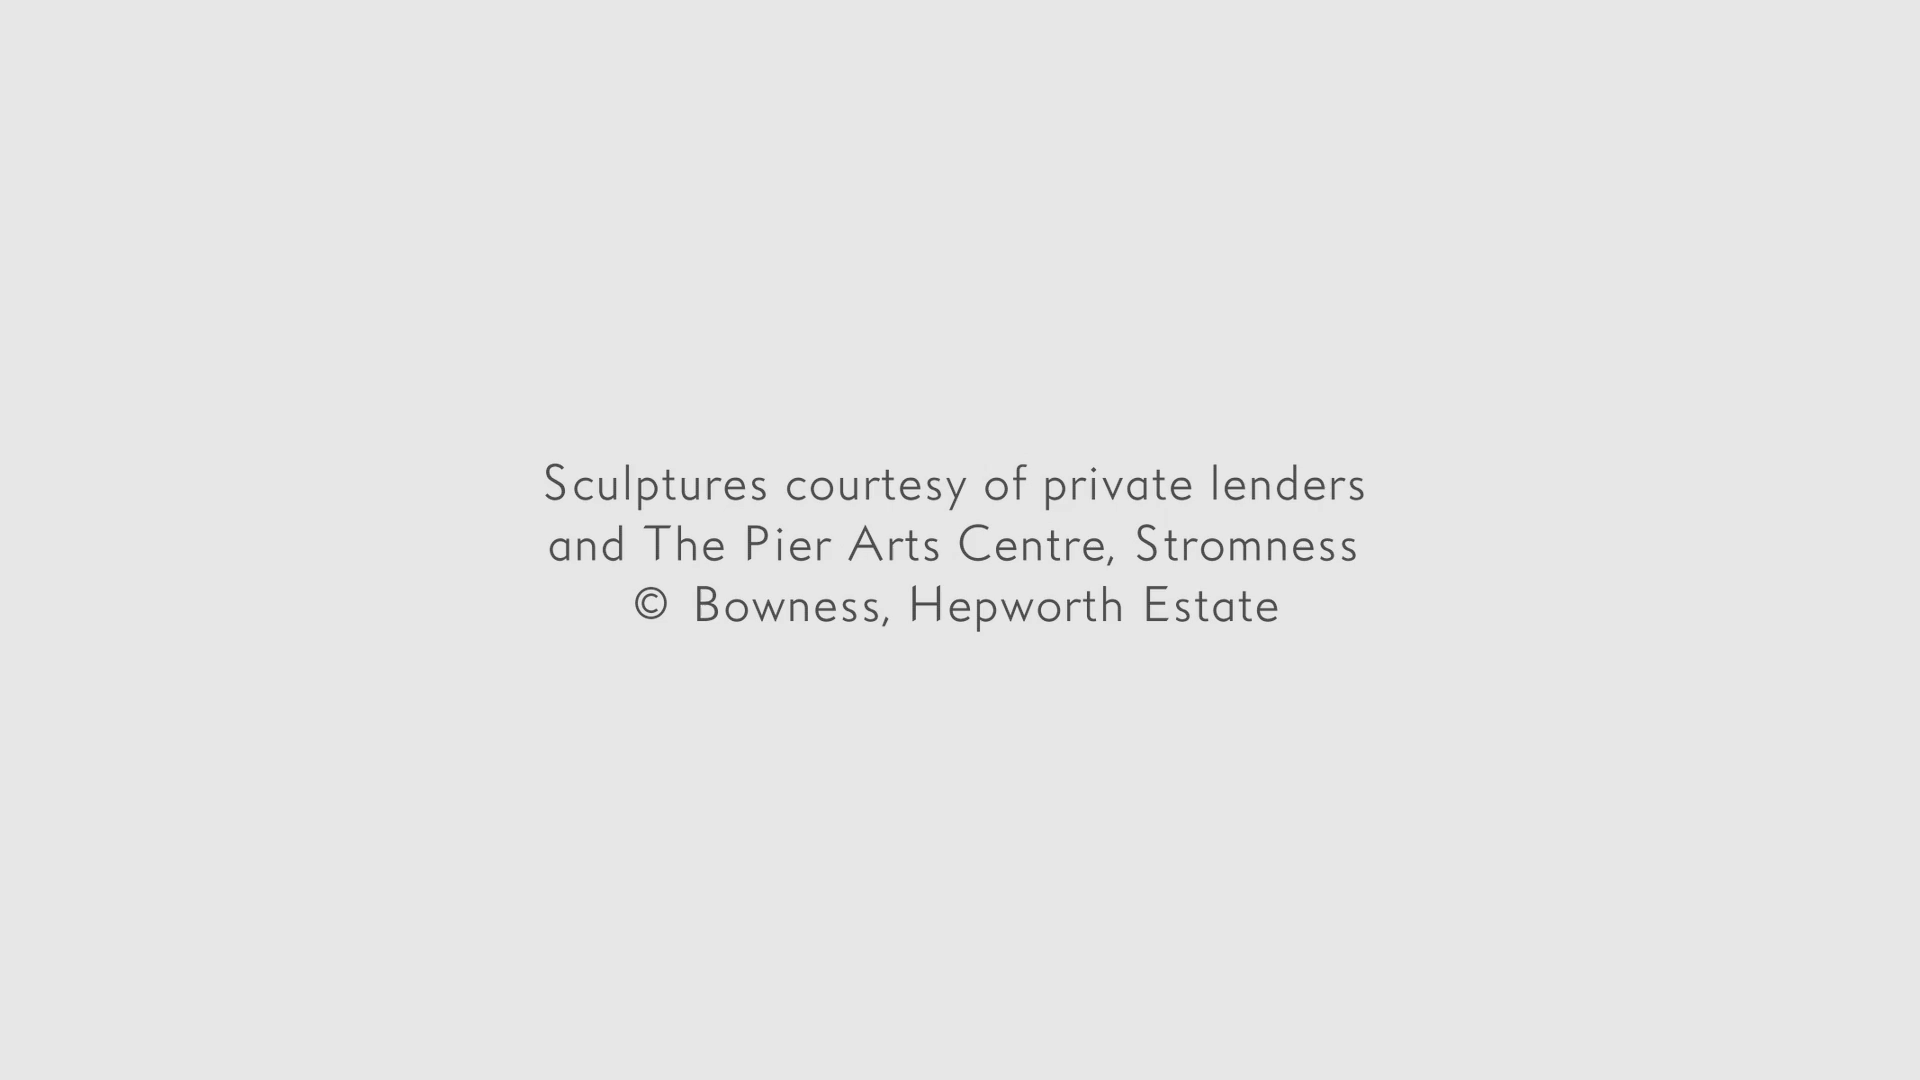 Sculptures courtesy of private lenders
and The Pier Arts Centre, Stromness
© Bowness, Hepworth Estate